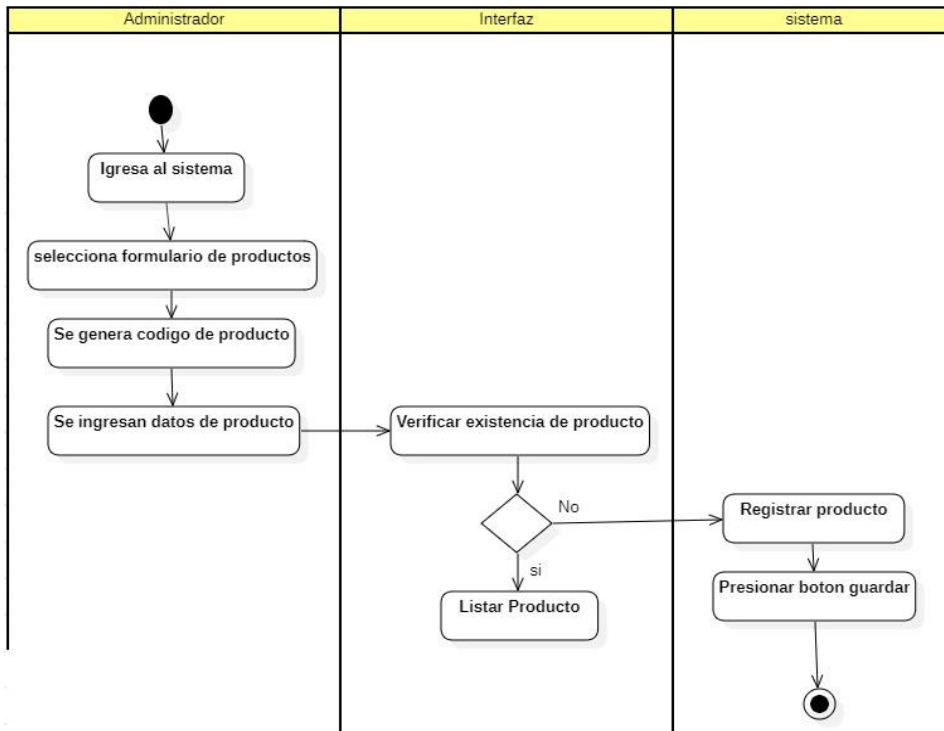 Administrador
Interfaz
sistema
Igresa al sistema
selecciona formulario de productos
Se genera codigo de producto
Se ingresan datos de producto
Verificar existencia de producto
No
si
Listar Producto
Registrar producto
Presionar boton guardar